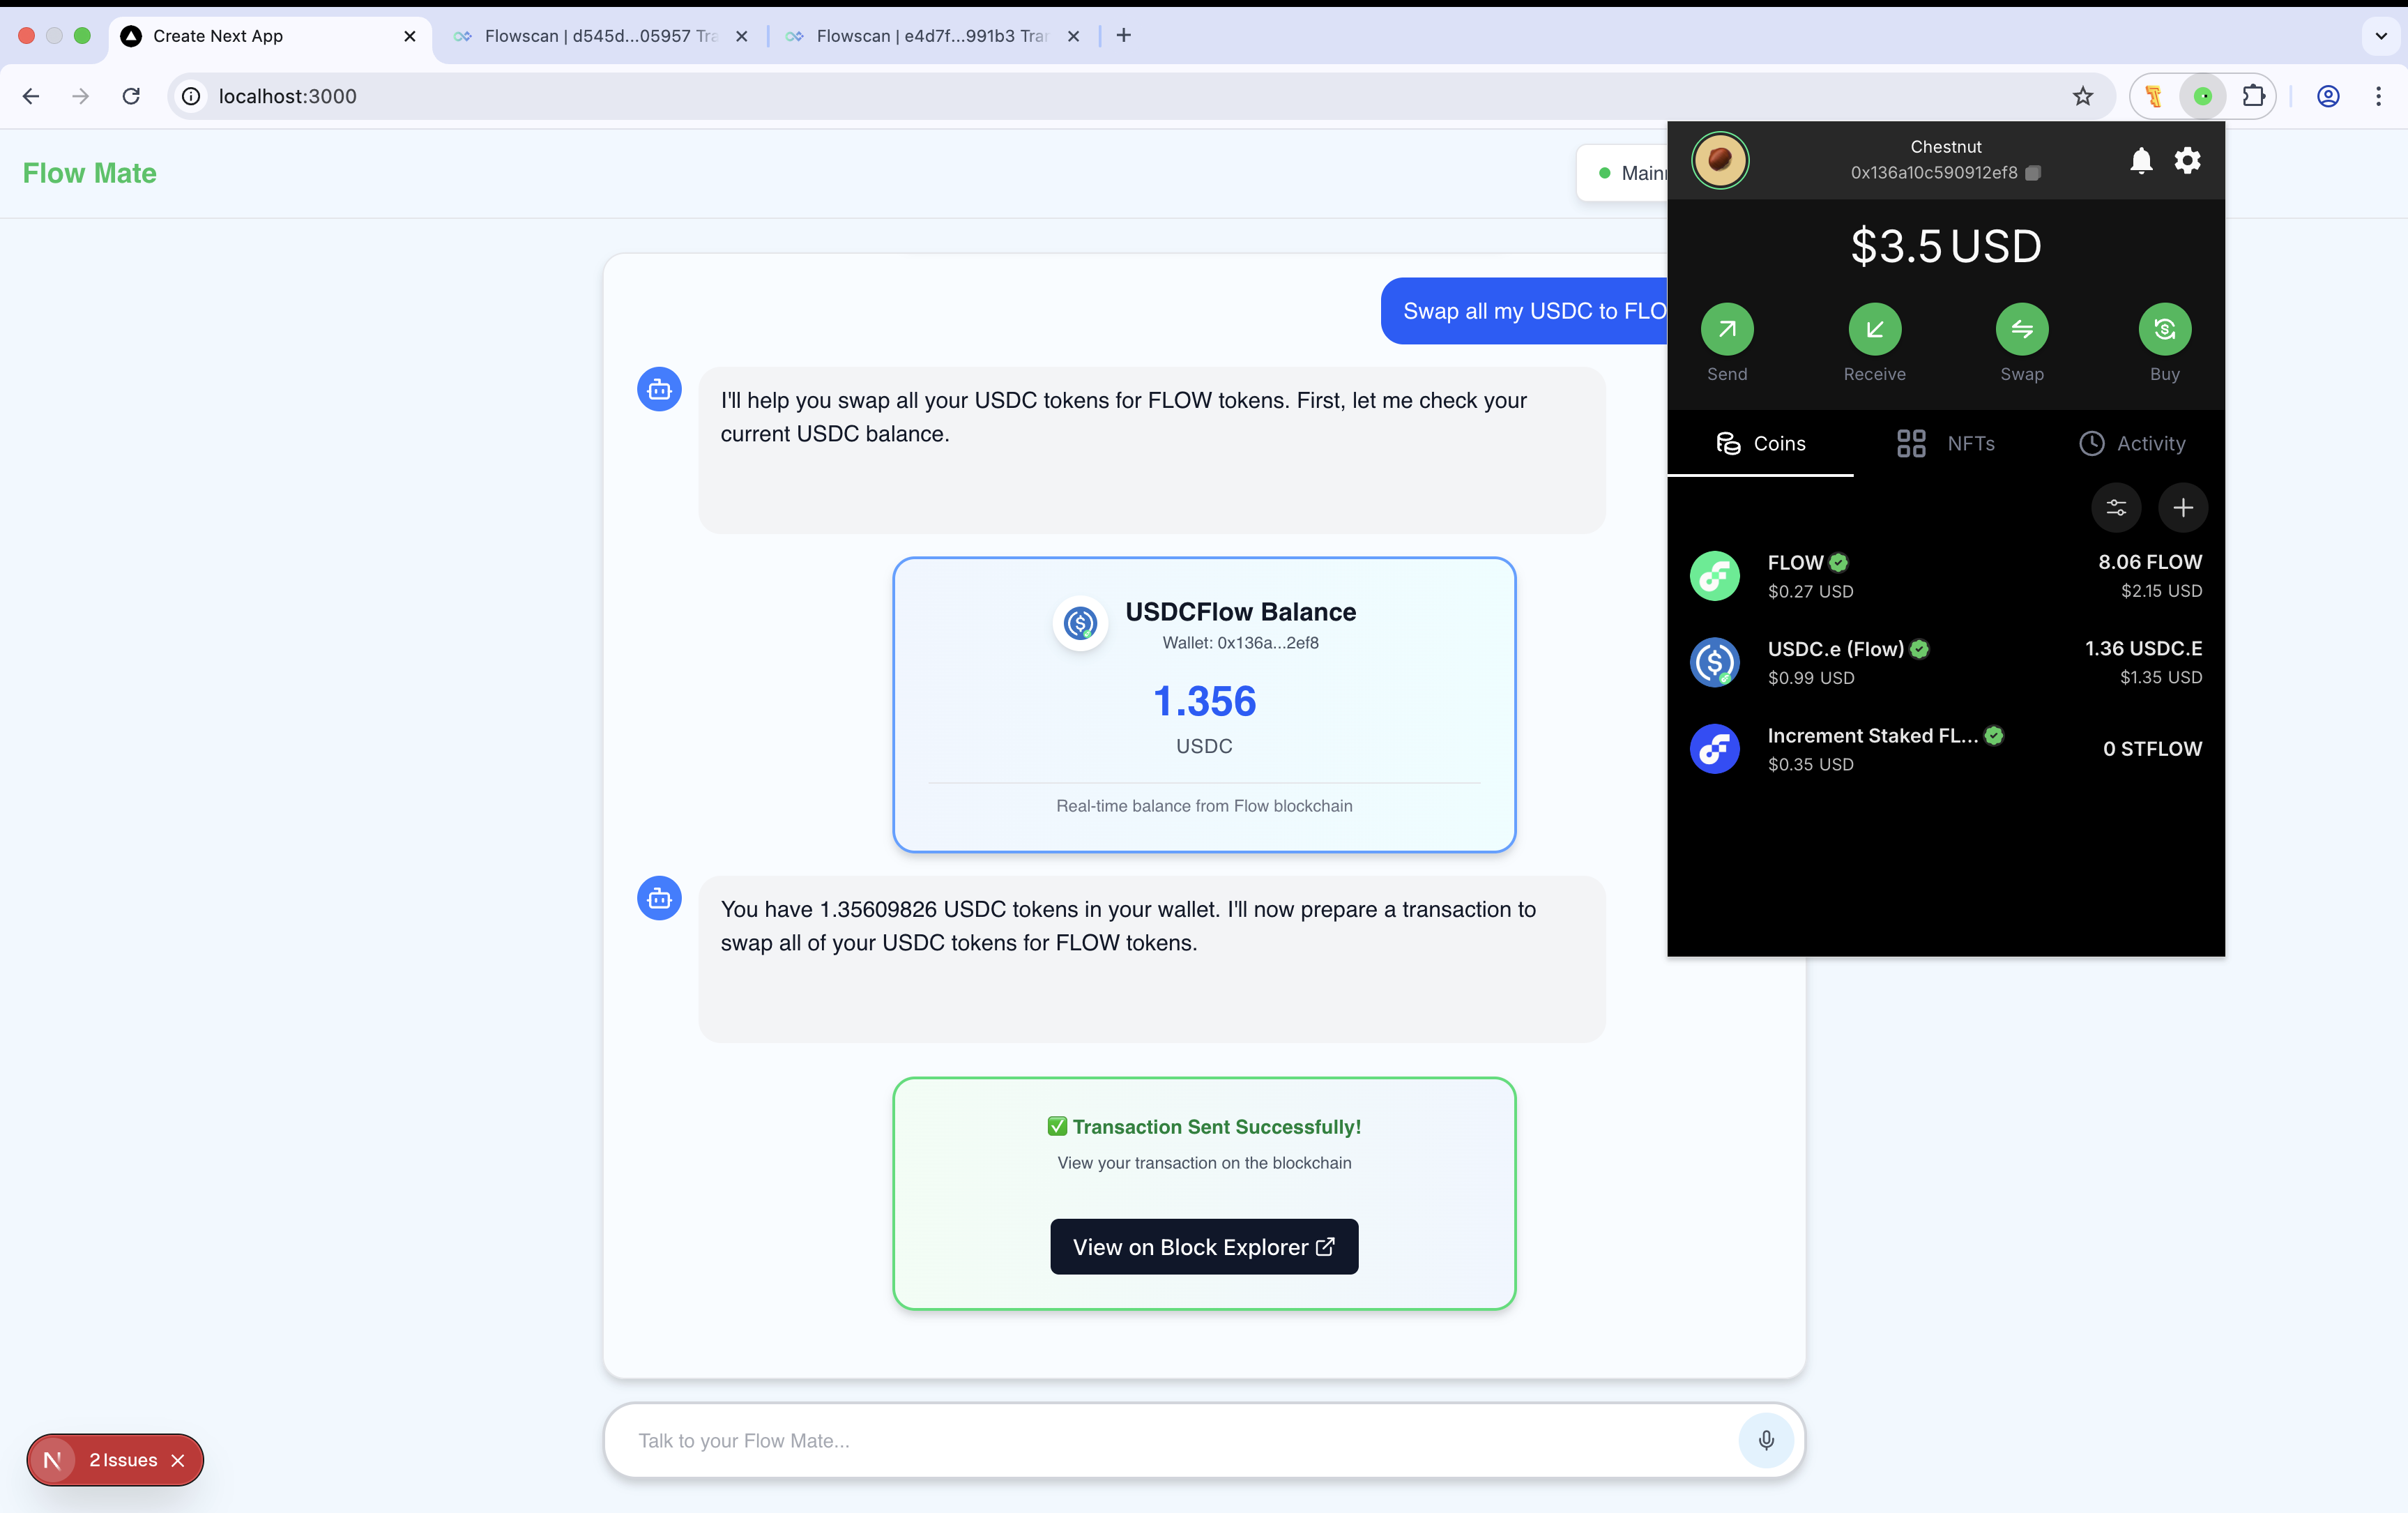 Create Next App
Flowscan | d545d...05957 Tra
Flowscan | e4d7f...991b3 Tran
localhost:3000
Flow Mate
Main
Swap all my USDC to FLO
I'll help you swap all your USDC tokens for FLOW tokens. First, let me check your
current USDC balance.
USDCFlow Balance
Wallet: 0x136a...2ef8
1.356
USDC
Real-time balance from Flow blockchain
You have 1.35609826 USDC tokens in your wallet. I'll now prepare a transaction to
swap all of your USDC tokens for FLOW tokens.
✅ Transaction Sent Successfully!
View your transaction on the blockchain
View on Block Explorer
Talk to your Flow Mate...
N
2 Issues
Chestnut
0x136a10c590912ef8
$3.5 USD
Send
Receive
Swap
Buy
Coins
NFTs
Activity
FLOW
8.06 FLOW
$0.27 USD
$2.15 USD
USDC.e (Flow)
1.36 USDC.E
$0.99 USD
$1.35 USD
Increment Staked FL...
0 STFLOW
$0.35 USD